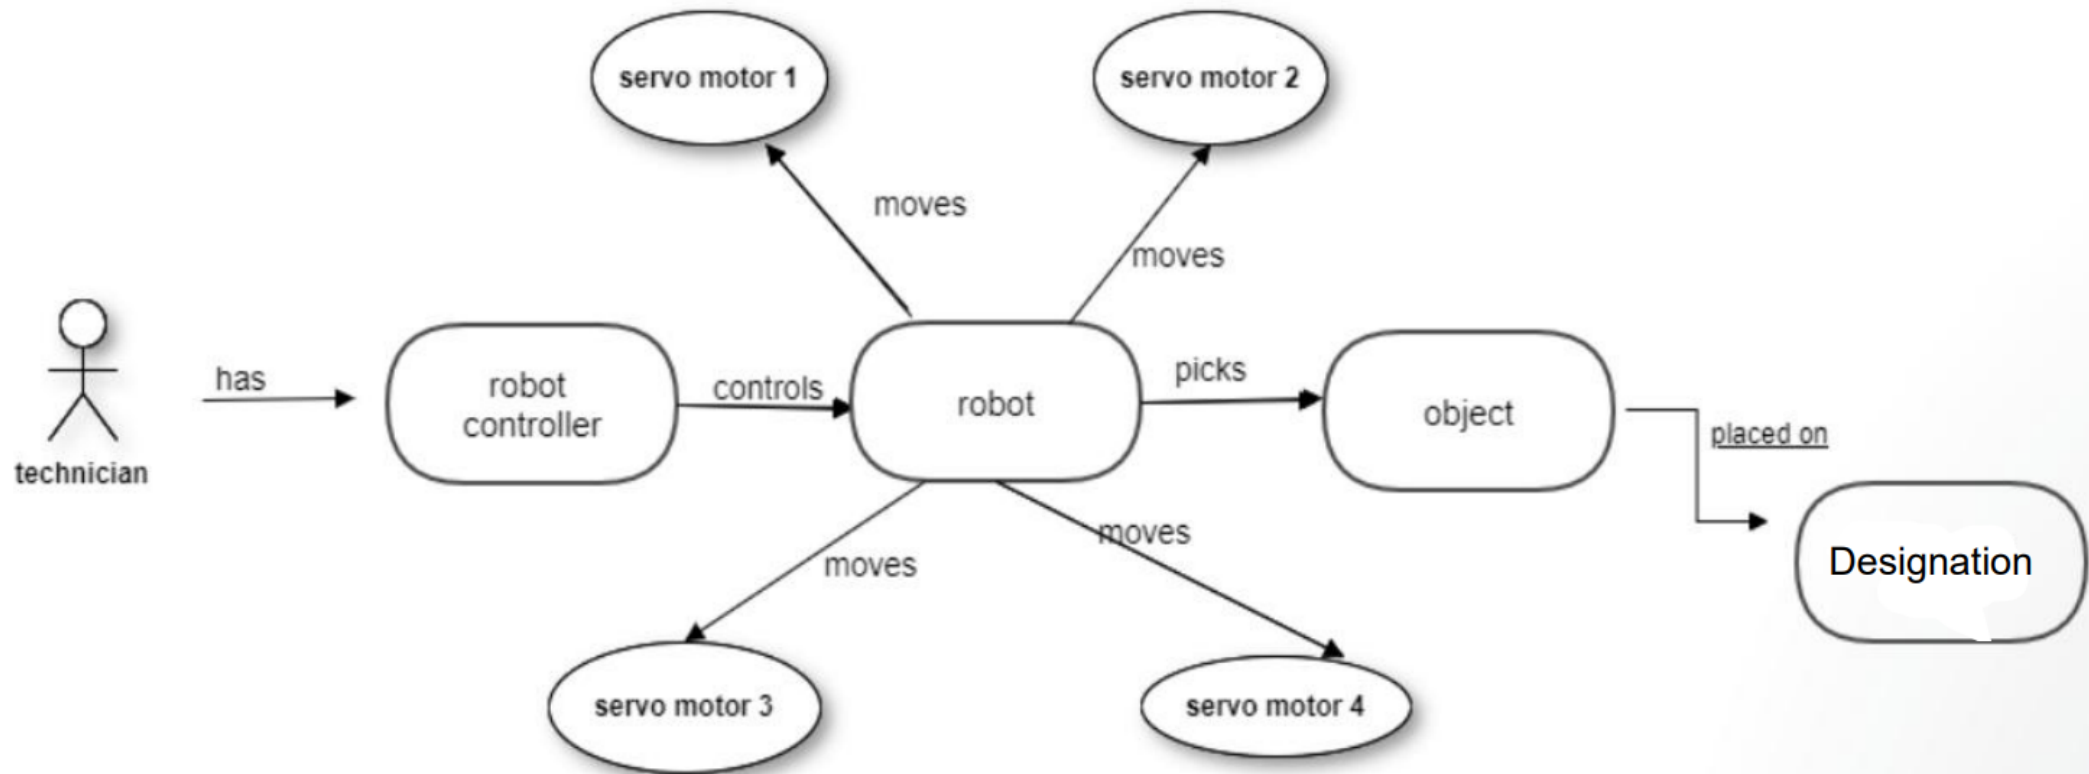 servo motor 1
servo motor 2
moves
moves
has
robot
controller
controls
robot
picks
object
placed on
technician
moves
moves
Designation
servo motor 3
servo motor 4